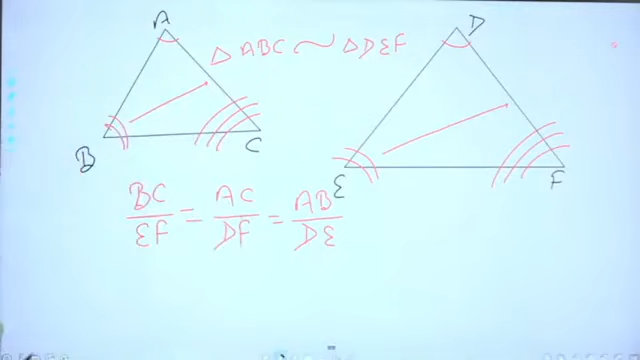 A
D
△ ABC ~ △ DEF
B
C
E
F
BC/EF = AC/DF = AB/DE